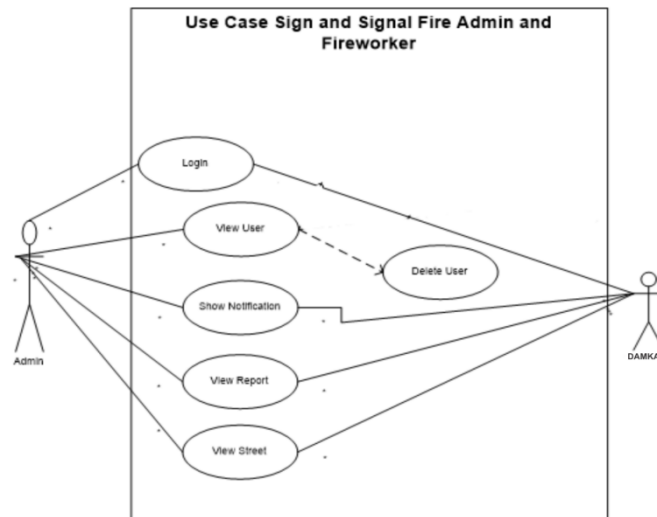 Use Case Sign and Signal Fire Admin and
Fireworker
Login
View User
Delete User
Show Notification
Admin
DAMKA
View Report
View Street